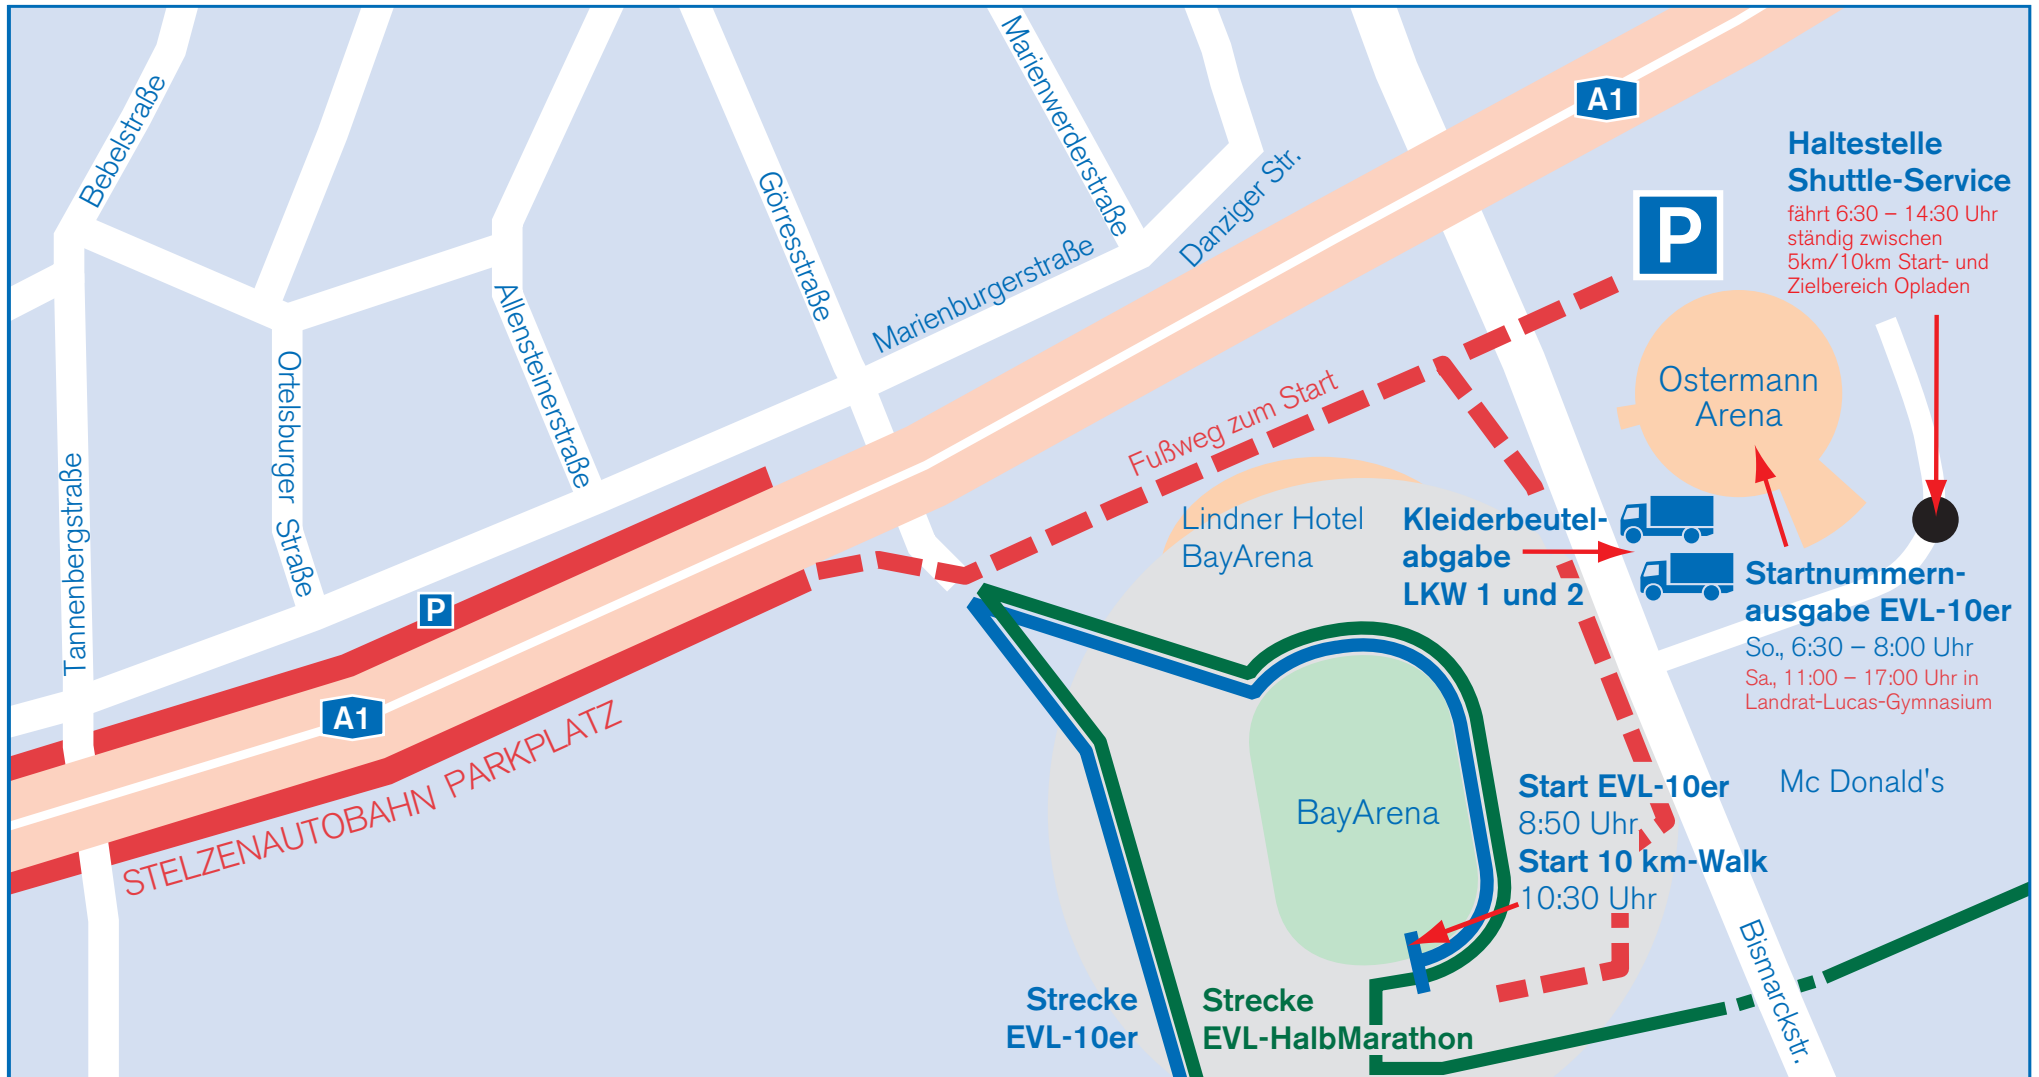 Bebelstraße
Marienwerderstraße
Görresstraße
Danziger Str.
Marienburgerstraße
Allensteinerstraße
Ortelsburger Straße
Tannenbergstraße
A1
Haltestelle
Shuttle-Service
fährt 6:30 – 14:30 Uhr
ständig zwischen
5km/10km Start- und
Zielbereich Opladen
P
Ostermann
Arena
Fußweg zum Start
Lindner Hotel
BayArena
Kleiderbeutel-
abgabe
LKW 1 und 2
Startnummern-
ausgabe EVL-10er
So., 6:30 – 8:00 Uhr
Sa., 11:00 – 17:00 Uhr in
Landrat-Lucas-Gymnasium
P
A1
STELZENAUTOBAHN PARKPLATZ
BayArena
Start EVL-10er
8:50 Uhr
Start 10 km-Walk
10:30 Uhr
Mc Donald's
Bismarckstr.
Strecke
EVL-10er
Strecke
EVL-HalbMarathon